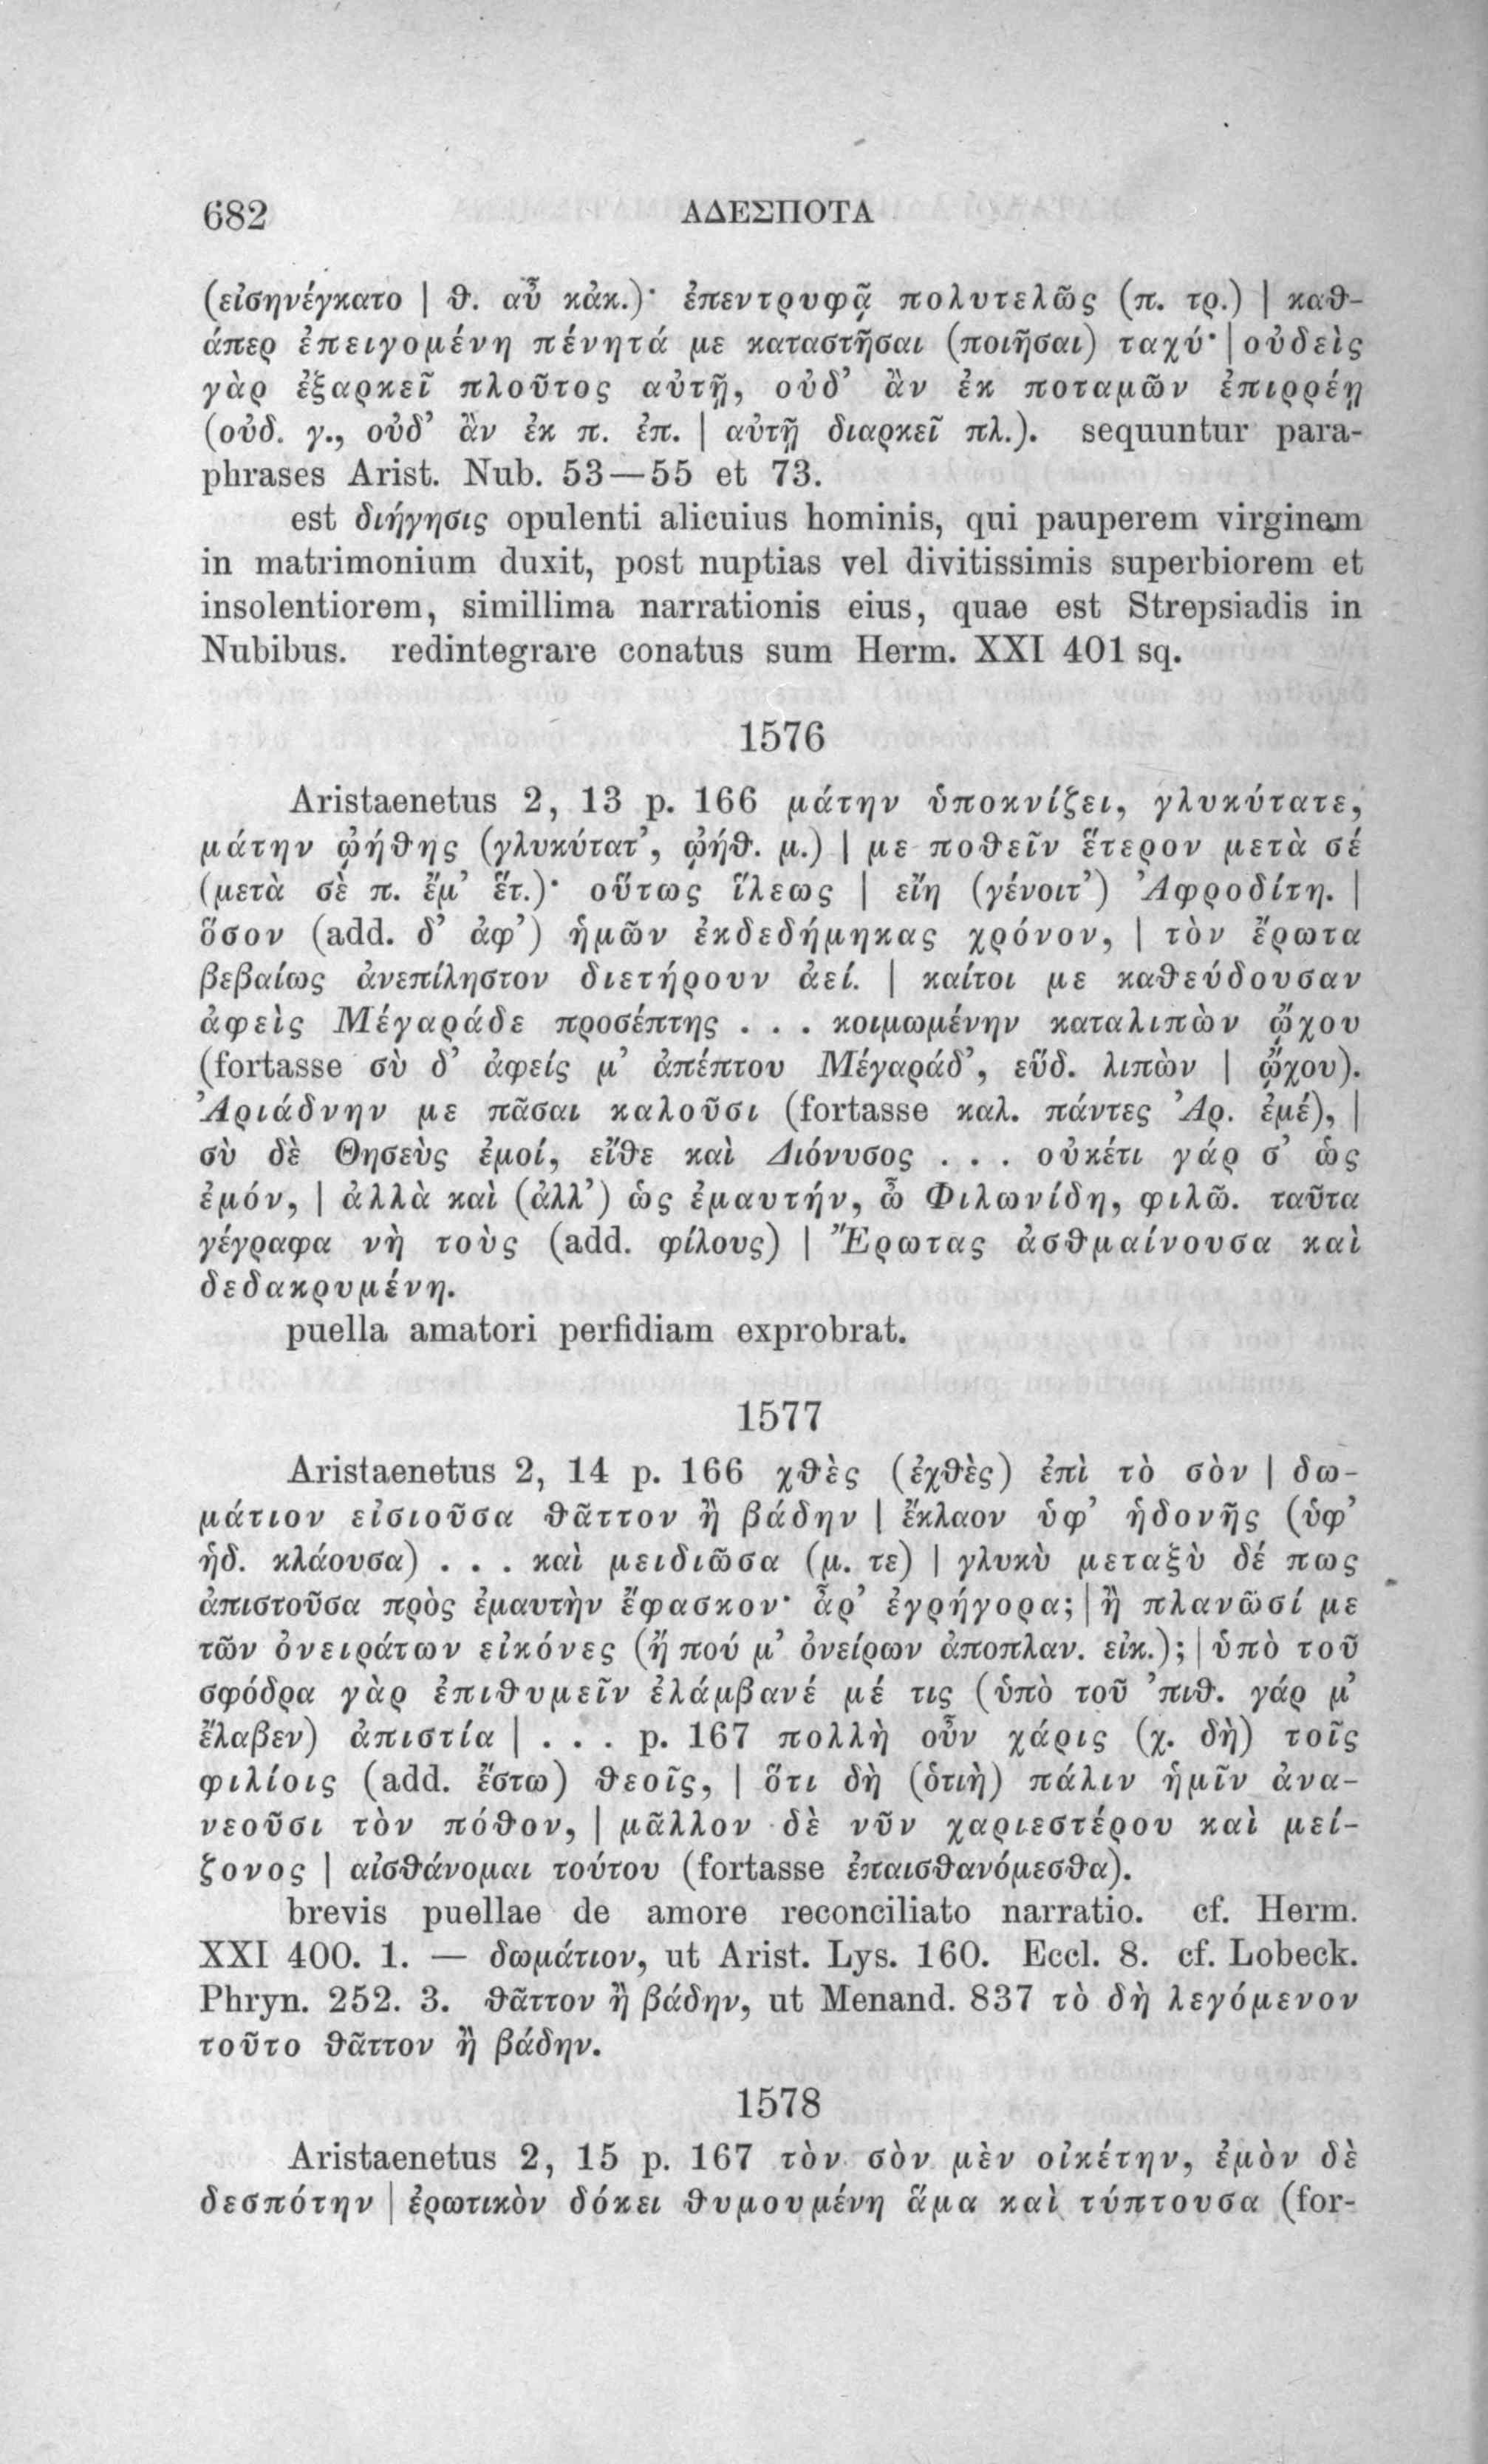 682 ΑΔΕΣΠΟΤΑ
(εἰσηνέγκατο | θ. αὖ κἀκ.)· ἐπεντρυφᾷ πολυτελῶς (π. τρ.) | καθ-
άπερ ἐπειγομένη πένητά με καταστῆσαι (ποιῆσαι) ταχύ· | οὐδεὶς
γὰρ ἐξαρκεῖ πλοῦτος αὐτῇ, οὐδ’ ἂν ἐκ ποταμῶν ἐπιρρέῃ
(οὐδ. γ., οὐδ’ ἂν ἐκ π. ἐπ. | αὐτῇ διαρκεῖ πλ.). sequuntur para-
phrases Arist. Nub. 53—55 et 73.
est διήγησις opulenti alicuius hominis, qui pauperem virginem
in matrimonium duxit, post nuptias vel divitissimis superbiorem et
insolentiorem, simillima narrationis eius, quae est Strepsiadis in
Nubibus. redintegrare conatus sum Herm. XXI 401 sq.
1576
Aristaenetus 2, 13 p. 166 μάτην ὑποκνίζει, γλυκύτατε,
μάτην ᾠήθης (γλυκύτατ’, ᾠήθ. μ.) | με ποθεῖν ἕτερον μετὰ σέ
(μετὰ σὲ π. ἔμ’ ἕτ.)· οὕτως ἵλεως | εἴη (γένοιτ’) Ἀφροδίτη. |
ὅσον (add. δ’ ἀφ’) ἡμῶν ἐκδεδήμηκας χρόνον, | τὸν ἔρωτα
βεβαίως ἀνεπίληστον διετήρουν ἀεί. | καίτοι με καθεύδουσαν
ἀφεὶς Μέγαράδε προσέπτης . . . κοιμωμένην καταλιπὼν ᾤχου
(fortasse σὺ δ’ ἀφείς μ’ ἀπέπτου Μέγαράδ’, εὕδ. λιπὼν | ᾤχου).
Ἀριάδνην με πᾶσαι καλοῦσι (fortasse καλ. πάντες Ἀρ. ἐμέ), |
σὺ δὲ Θησεὺς ἐμοί, εἴθε καὶ Διόνυσος . . . οὐκέτι γάρ σ’ ὡς
ἐμόν, | ἀλλὰ καὶ (ἀλλ’) ὡς ἐμαυτήν, ὦ Φιλωνίδη, φιλῶ. ταῦτα
γέγραφα νὴ τοὺς (add. φίλους) | Ἔρωτας ἀσθμαίνουσα καὶ
δεδακρυμένη.
puella amatori perfidiam exprobrat.
1577
Aristaenetus 2, 14 p. 166 χθὲς (ἐχθὲς) ἐπὶ τὸ σὸν | δω-
μάτιον εἰσιοῦσα θᾶττον ἢ βάδην | ἔκλαον ὑφ’ ἡδονῆς (ὑφ’
ἡδ. κλάουσα) . . . καὶ μειδιῶσα (μ. τε) | γλυκὺ μεταξὺ δέ πως
ἀπιστοῦσα πρὸς ἐμαυτὴν ἔφασκον· ἆρ’ ἐγρήγορα; | ἢ πλανῶσί με
τῶν ὀνειράτων εἰκόνες (ἤ πού μ’ ὀνείρων ἀποπλαν. εἰκ.); | ὑπὸ τοῦ
σφόδρα γὰρ ἐπιθυμεῖν ἐλάμβανέ μέ τις (ὑπὸ τοῦ ’πιθ. γάρ μ’
ἔλαβεν) ἀπιστία | . . . p. 167 πολλὴ οὖν χάρις (χ. δὴ) τοῖς
φιλίοις (add. ἔστω) θεοῖς, | ὅτι δὴ (ὁτιὴ) πάλιν ἡμῖν ἀνα-
νεοῦσι τὸν πόθον, | μᾶλλον δὲ νῦν χαριεστέρου καὶ μεί-
ζονος | αἰσθάνομαι τούτου (fortasse ἐπαισθανόμεσθα).
brevis puellae de amore reconciliato narratio. cf. Herm.
XXI 400. 1. — δωμάτιον, ut Arist. Lys. 160. Eccl. 8. cf. Lobeck.
Phryn. 252. 3. θᾶττον ἢ βάδην, ut Menand. 837 τὸ δὴ λεγόμενον
τοῦτο θᾶττον ἢ βάδην.
1578
Aristaenetus 2, 15 p. 167 τὸν σὸν μὲν οἰκέτην, ἐμὸν δὲ
δεσπότην | ἐρωτικὸν δόκει θυμουμένη ἅμα καὶ τύπτουσα (for-